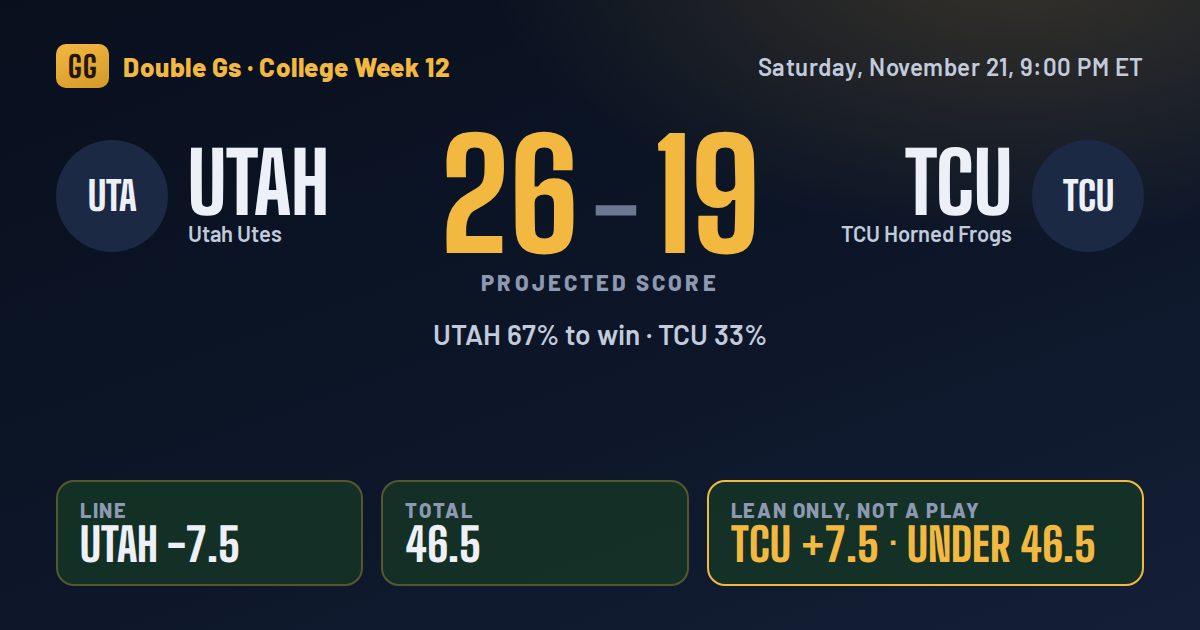 GG Double Gs · College Week 12
Saturday, November 21, 9:00 PM ET
UTA
UTAH
Utah Utes
26 – 19
PROJECTED SCORE
UTAH 67% to win · TCU 33%
TCU
TCU Horned Frogs
TCU
LINE
UTAH −7.5
TOTAL
46.5
LEAN ONLY, NOT A PLAY
TCU +7.5 · UNDER 46.5